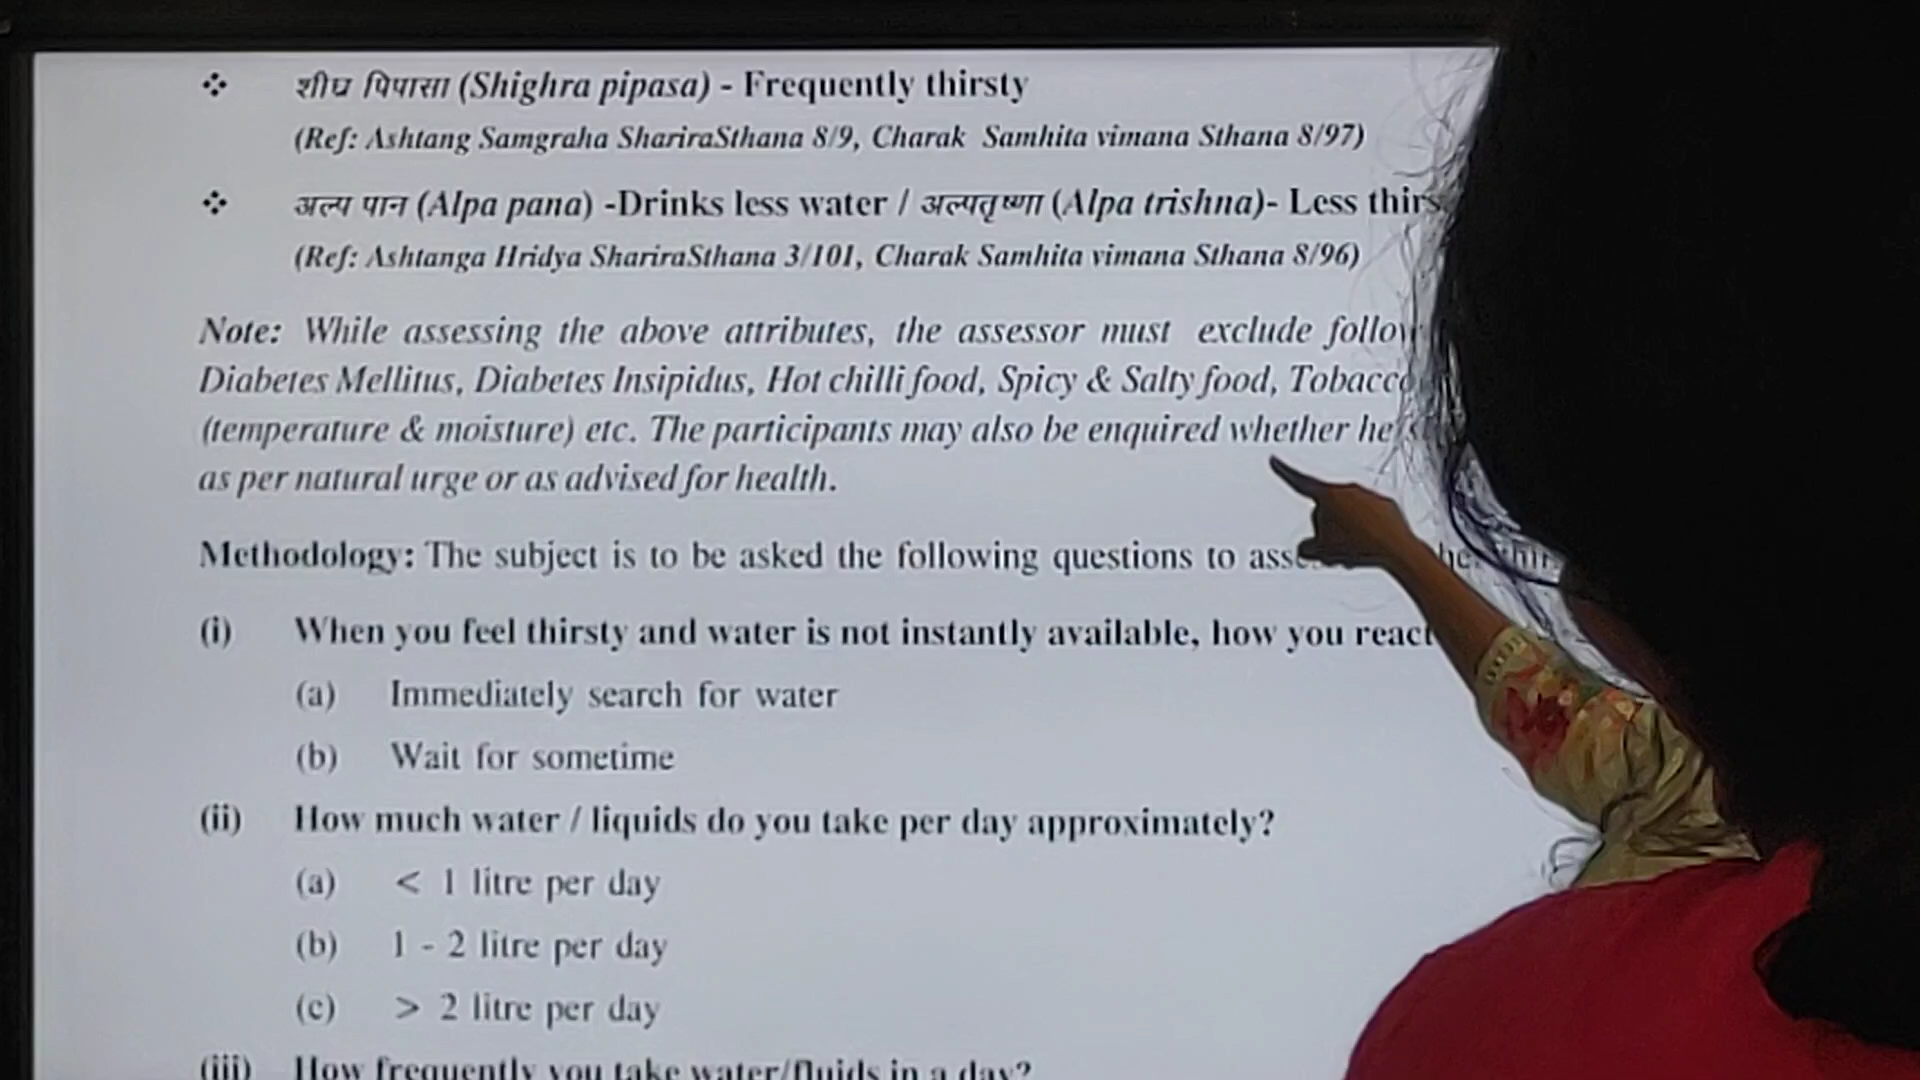 ❖ शीघ्र पिपासा (Shighra pipasa) - Frequently thirsty
(Ref: Ashtang Samgraha ShariraSthana 8/9, Charak Samhita vimana Sthana 8/97)
❖ अल्प पान (Alpa pana) -Drinks less water / अल्पतृष्णा (Alpa trishna)- Less
(Ref: Ashtanga Hridya ShariraSthana 3/101, Charak Samhita vimana Sthana 8/96)
Note: While assessing the above attributes, the assessor must exclude
Diabetes Mellitus, Diabetes Insipidus, Hot chilli food, Spicy & Salty food,
(temperature & moisture) etc. The participants may also be enquired whether
as per natural urge or as advised for health.
Methodology: The subject is to be asked the following questions to
(i) When you feel thirsty and water is not instantly available, how you react
(a) Immediately search for water
(b) Wait for sometime
(ii) How much water / liquids do you take per day approximately?
(a) < 1 litre per day
(b) 1 - 2 litre per day
(c) > 2 litre per day
(iii) How frequently you take water/fluids in a day?